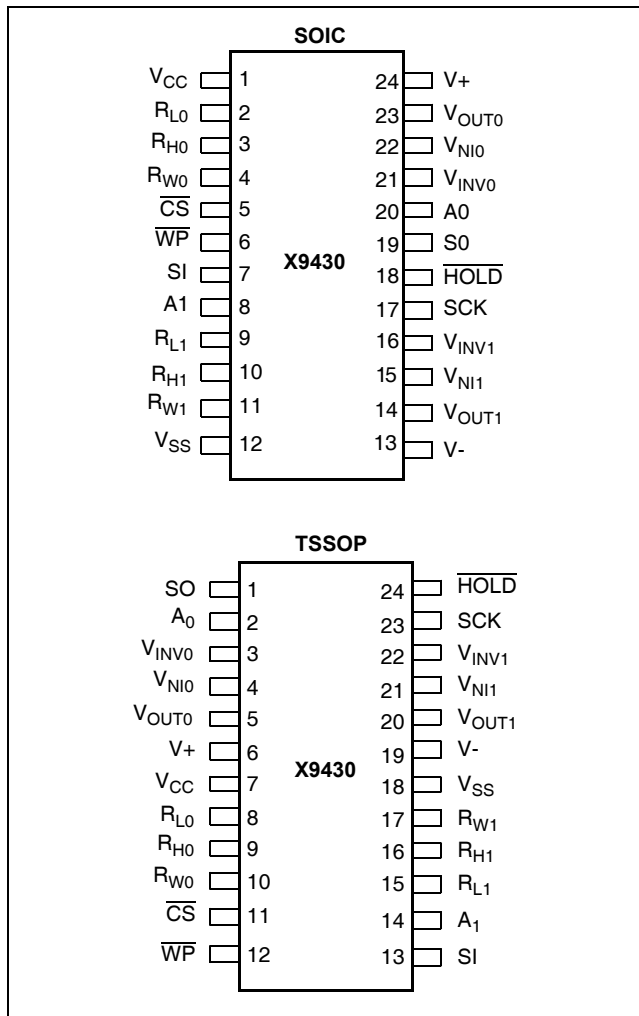 SOIC
VCC 1 24 V+
RL0 2 23 VOUT0
RH0 3 22 VNI0
RW0 4 21 VINV0
CS 5 20 A0
WP 6 19 S0
X9430
SI 7 18 HOLD
A1 8 17 SCK
RL1 9 16 VINV1
RH1 10 15 VNI1
RW1 11 14 VOUT1
VSS 12 13 V-
TSSOP
SO 1 24 HOLD
A0 2 23 SCK
VINV0 3 22 VINV1
VNI0 4 21 VNI1
VOUT0 5 20 VOUT1
V+ 6 19 V-
X9430
VCC 7 18 VSS
RL0 8 17 RW1
RH0 9 16 RH1
RW0 10 15 RL1
CS 11 14 A1
WP 12 13 SI